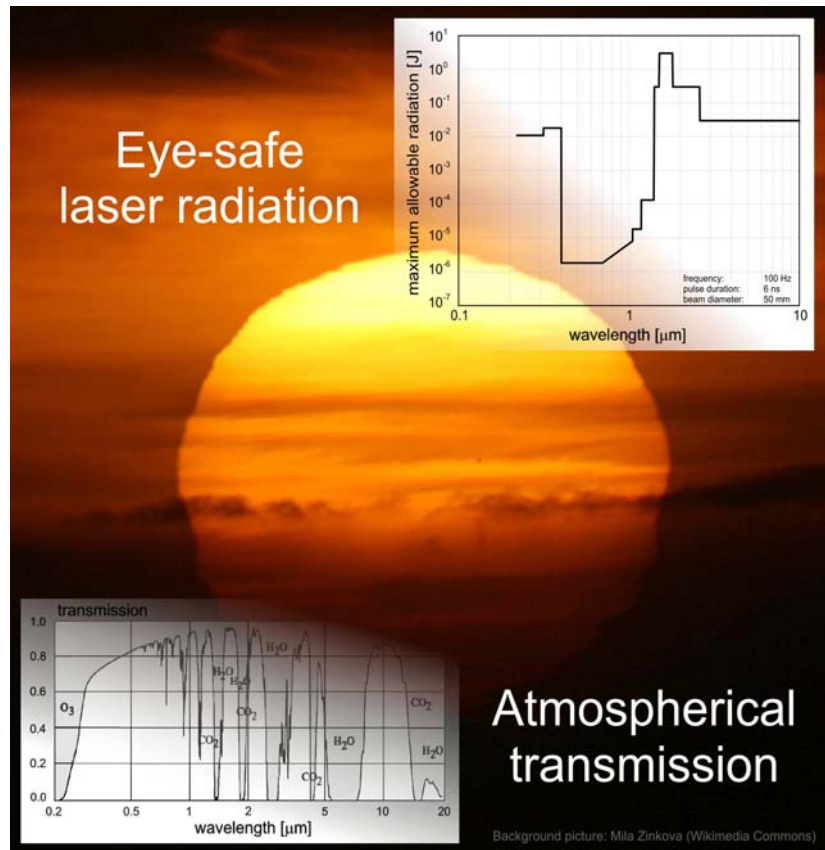 Eye-safe
laser radiation
maximum allowable radiation [J]
10¹
10⁰
10⁻¹
10⁻²
10⁻³
10⁻⁴
10⁻⁵
10⁻⁶
10⁻⁷
frequency: 100 Hz
pulse duration: 6 ns
beam diameter: 50 mm
0.1 1 10
wavelength [µm]
transmission
1.0
0.8
0.6
0.4
0.2
0.0
O₃
CO₂
H₂O
H₂O
CO₂
H₂O
CO₂
H₂O
CO₂
H₂O
0.2 0.5 1 2 5 10 20
wavelength [µm]
Atmospherical
transmission
Background picture: Mila Zinkova (Wikimedia Commons)